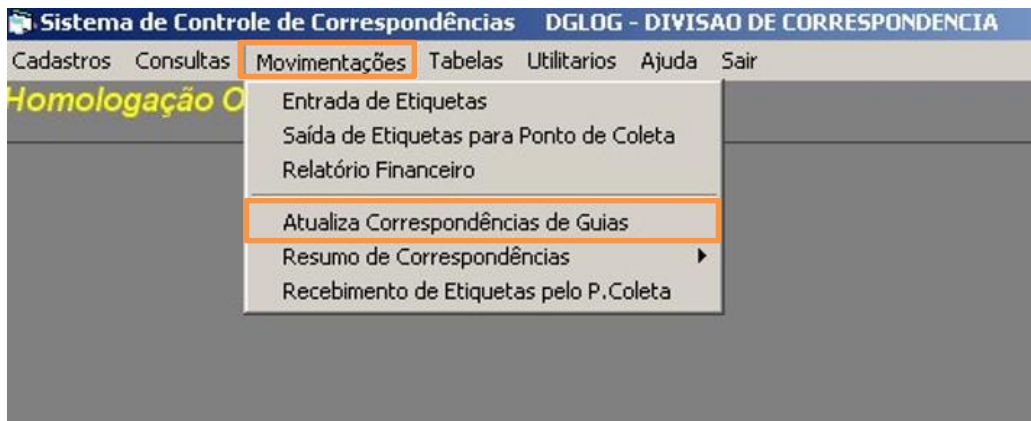 Sistema de Controle de Correspondências DGLOG - DIVISAO DE CORRESPONDENCIA
Cadastros Consultas Movimentações Tabelas Utilitarios Ajuda Sair
Homologação O
Entrada de Etiquetas
Saída de Etiquetas para Ponto de Coleta
Relatório Financeiro
Atualiza Correspondências de Guias
Resumo de Correspondências
Recebimento de Etiquetas pelo P.Coleta